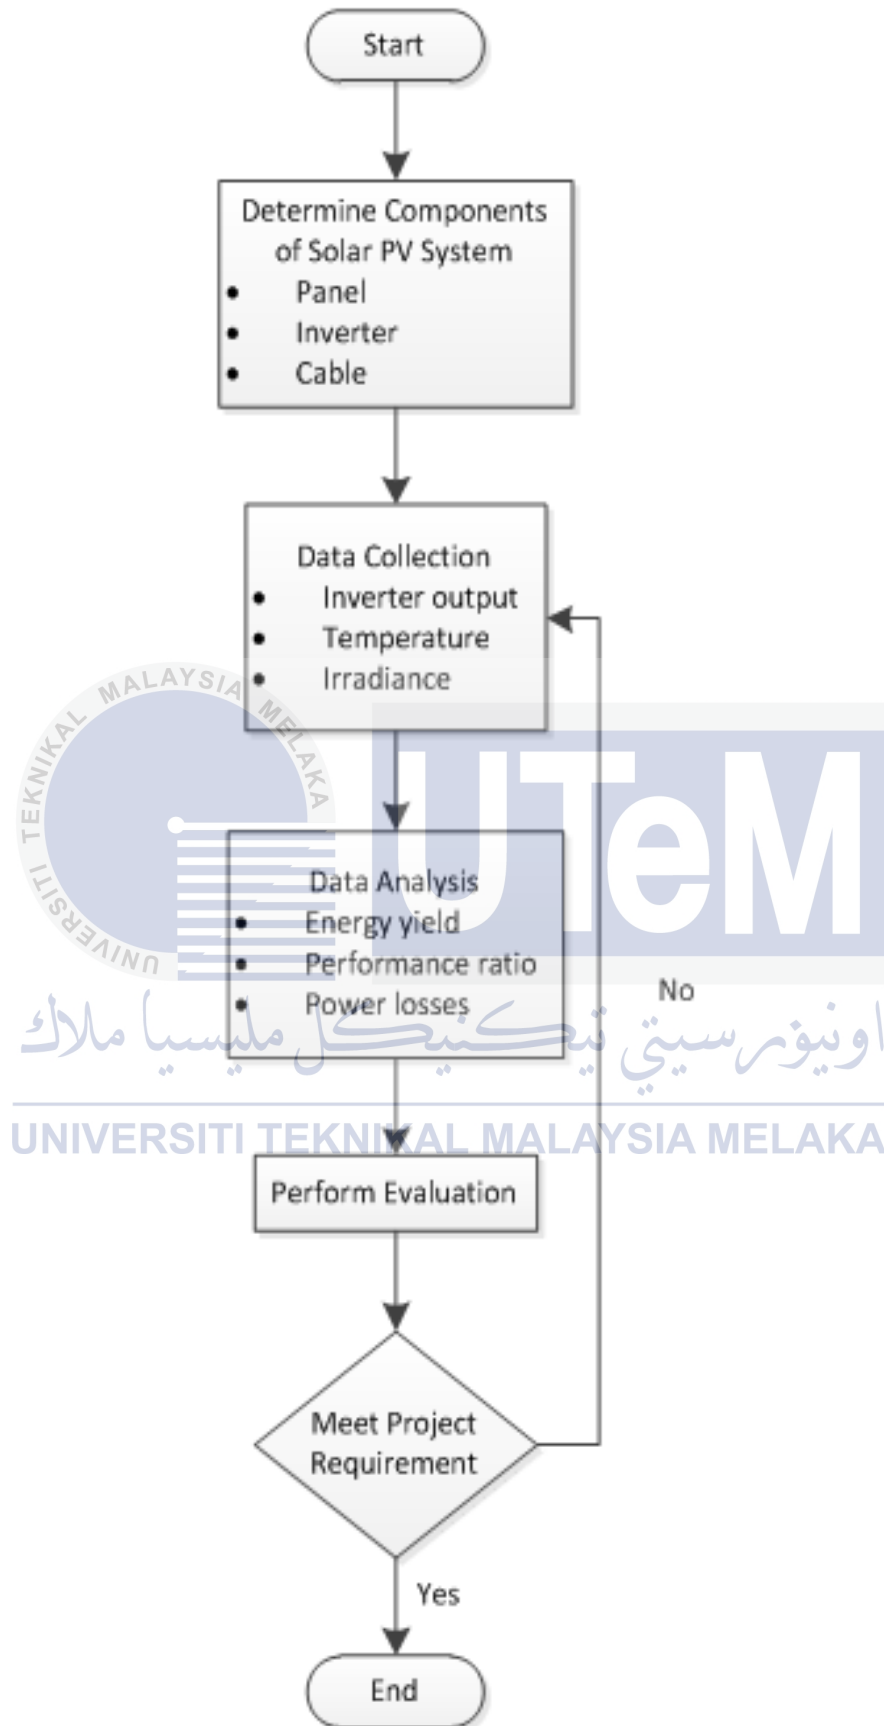 Start
Determine Components
of Solar PV System
• Panel
• Inverter
• Cable
Data Collection
• Inverter output
• Temperature
• Irradiance
UNIVERSITI TEKNIKAL MALAYSIA MELAKA
UTeM
Data Analysis
• Energy yield
• Performance ratio
• Power losses
No
اونيۏرسيتي تيكنيكل مليسيا ملاك
UNIVERSITI TEKNIKAL MALAYSIA MELAKA
Perform Evaluation
Meet Project
Requirement
Yes
End